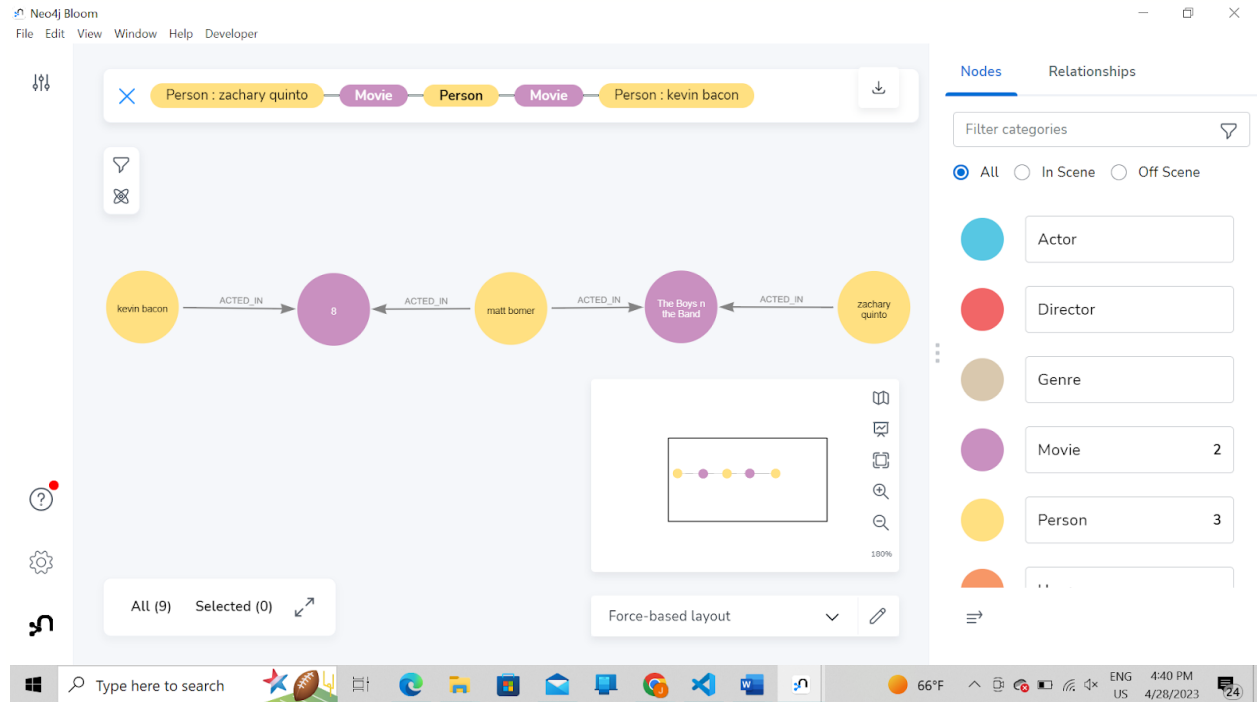 Neo4j Bloom
File Edit View Window Help Developer
Nodes Relationships
Person : zachary quinto Movie Person Movie Person : kevin bacon
Filter categories
All In Scene Off Scene
Actor
Director
Genre
Movie 2
Person 3
kevin bacon
ACTED_IN
8
ACTED_IN
matt bomer
ACTED_IN
The Boys n
the Band
ACTED_IN
zachary
quinto
180%
All (9) Selected (0)
Force-based layout
Type here to search
66°F
ENG
US
4:40 PM
4/28/2023
24